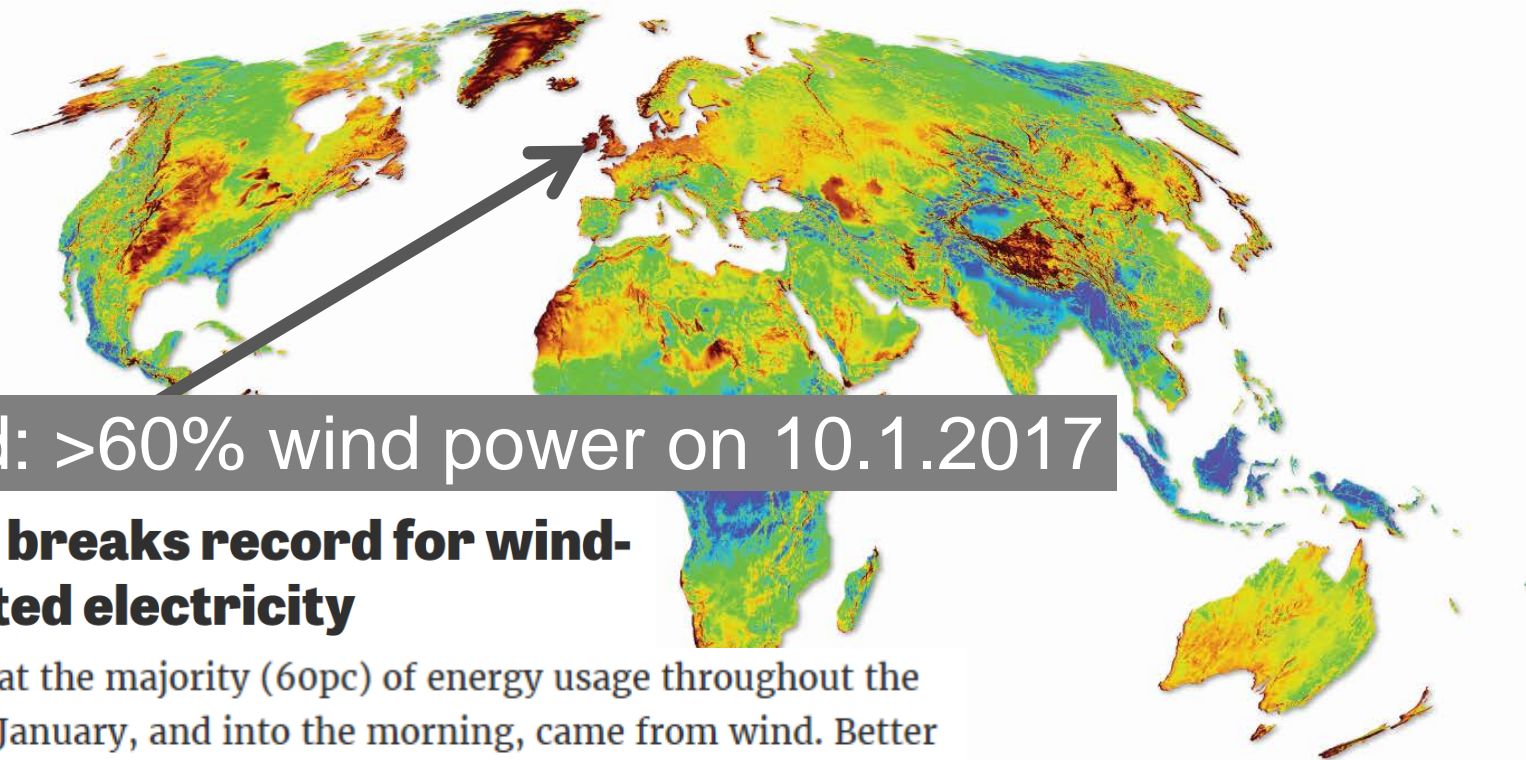 d: >60% wind power on 10.1.2017
breaks record for wind-
ted electricity
at the majority (60pc) of energy usage throughout the
January, and into the morning, came from wind. Better